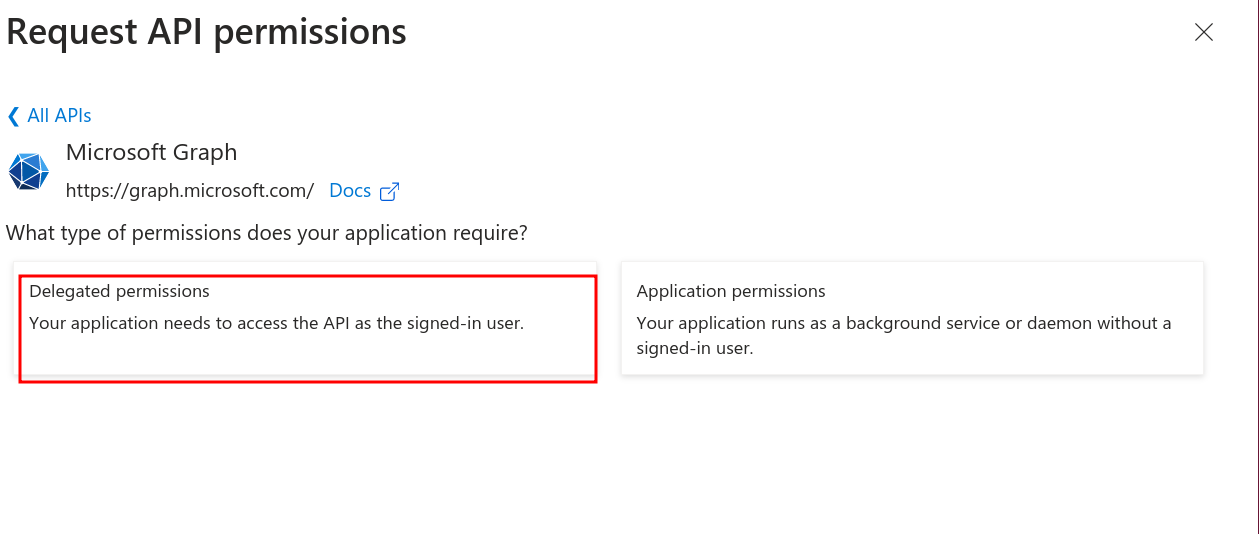 Request API permissions
All APIs
Microsoft Graph
https://graph.microsoft.com/ Docs
What type of permissions does your application require?
Delegated permissions
Your application needs to access the API as the signed-in user.
Application permissions
Your application runs as a background service or daemon without a
signed-in user.